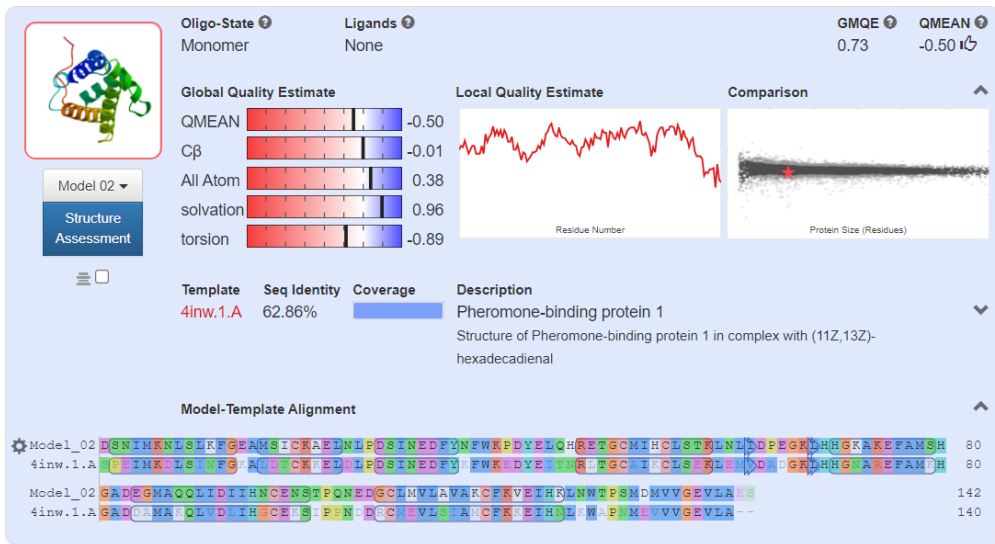 Oligo-State Ligands GMQE QMEAN
Monomer None 0.73 -0.50
Global Quality Estimate Local Quality Estimate Comparison
QMEAN -0.50
Cβ -0.01
All Atom 0.38
solvation 0.96
torsion -0.89
Residue Number
Protein Size (Residues)
Model 02
Structure
Assessment
Template Seq Identity Coverage Description
4inw.1.A 62.86% Pheromone-binding protein 1
Structure of Pheromone-binding protein 1 in complex with (11Z,13Z)-
hexadecadienal
Model-Template Alignment
Model_02 DSNIMKNLSLKFGEAMSICKAELNLPDSINEDFYNFWKPDYELQHRETGCMIHCLSTKLNLIDPEGKLHHGKAKEFAMSH 80
4inw.1.A SPEIMKDLSINFGKALDTCKKELDLPDSINEDFYKFWKEDYEITNRLTGCAIKCLSEKLEMVDADGKLHHGNAREFAMKH 80
Model_02 GADEGMAQQLIDIIHNCENSTPQNEDGCLMVLAVAKCFKVEIHKLNWTPSMDMVVGEVLAES 142
4inw.1.A GADDAMAKQLVDLIHGCEKSIPPNDDRCMEVLSIAMCFKKEIHNLKWAPNMEVVVGEVLA-- 140